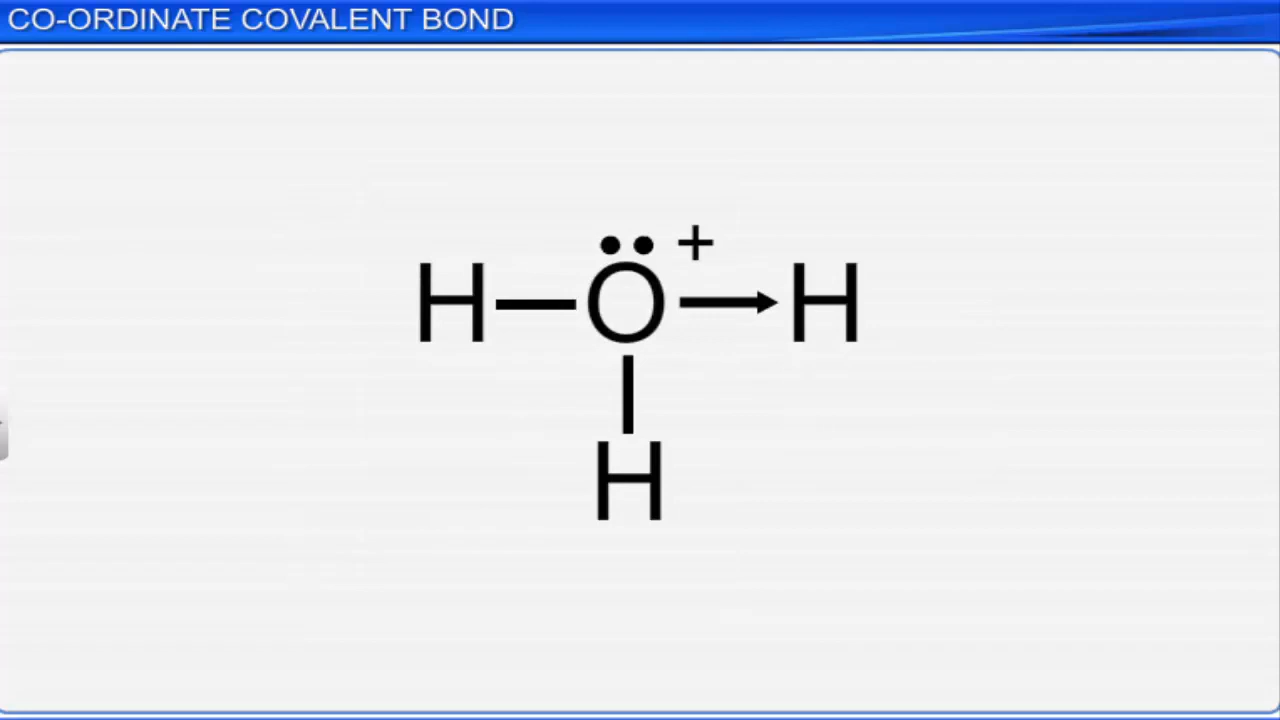 CO-ORDINATE COVALENT BOND
+
H O H
H